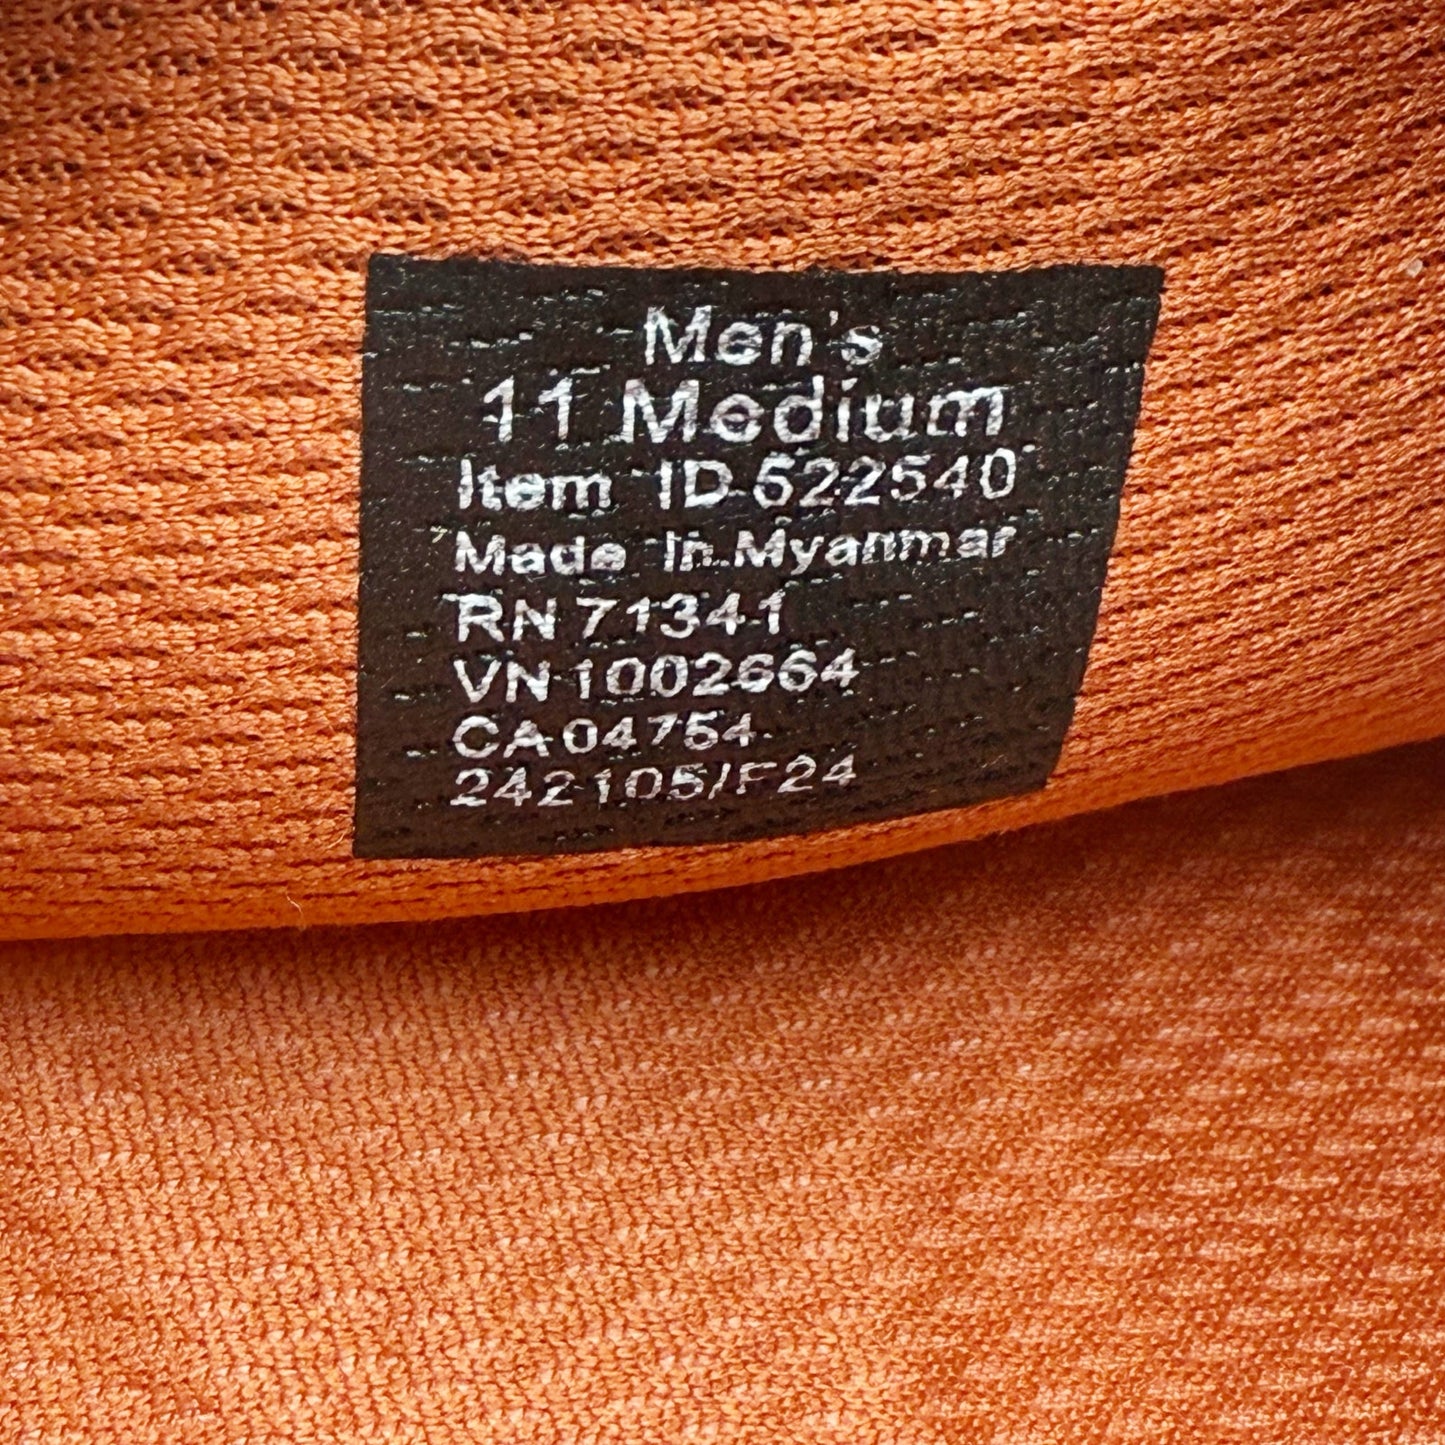 Men's
11 Medium
Item ID 522540
Made In Myanmar
RN 71341
VN 1002664
CA 04754
242105/F24